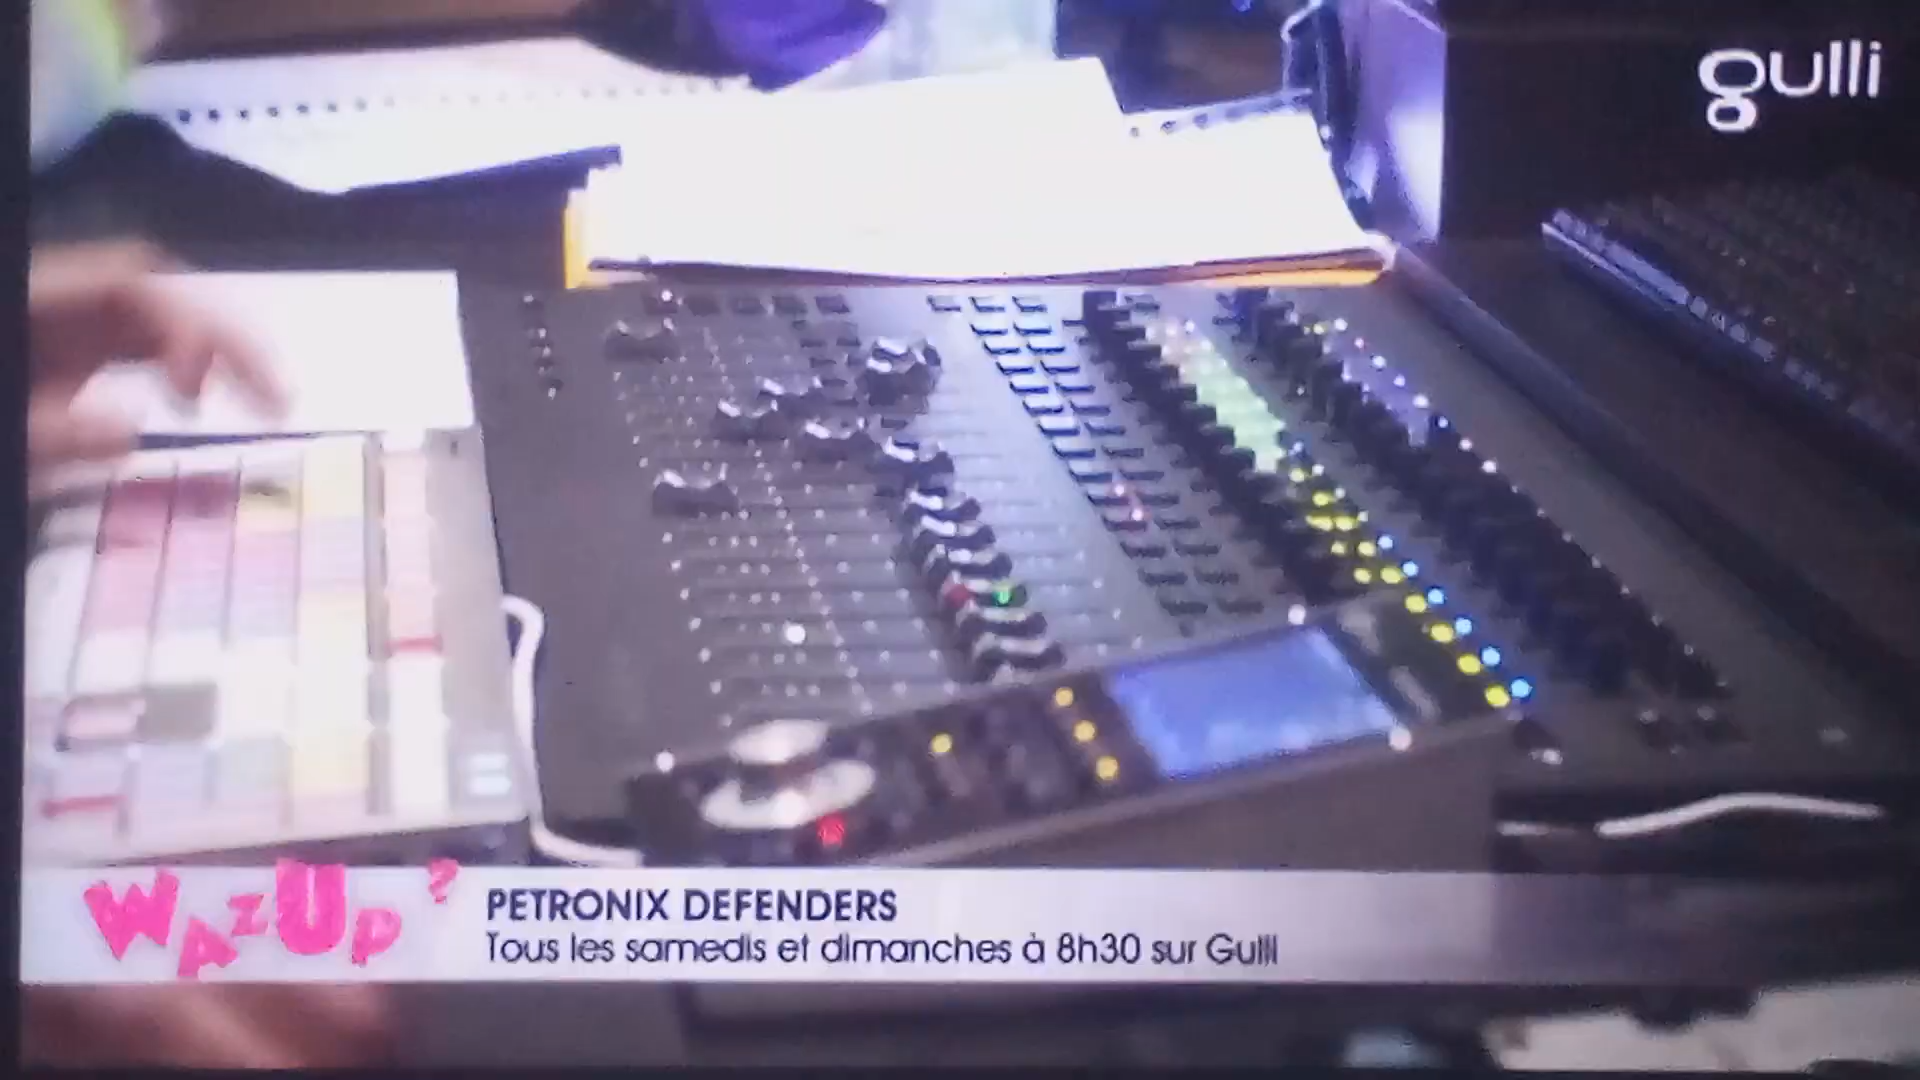 gulli
WazUp ?
PETRONIX DEFENDERS
Tous les samedis et dimanches à 8h30 sur Gulli